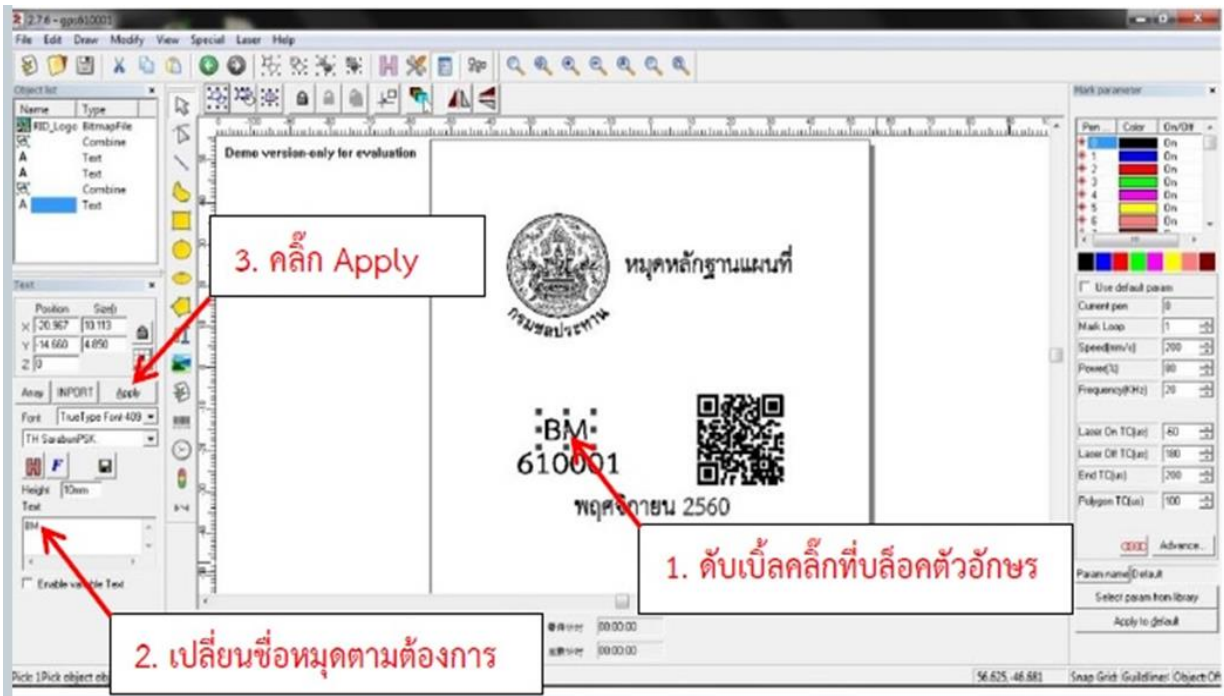 2.7.6 - gps610001
File Edit Draw Modify View Special Laser Help
Object list
Name Type
RID_Logo BitmapFile
Combine
A Text
A Text
Combine
A Text
Demo version-only for evaluation
3. คลิ๊ก Apply
หมุดหลักฐานแผนที่
กรมชลประทาน
BM
610001
พฤศจิกายน 2560
1. ดับเบิ้ลคลิ๊กที่บล็อคตัวอักษร
2. เปลี่ยนชื่อหมุดตามต้องการ
Text
Position Size()
X -20.967 10.113
Y -14.660 4.850
Z 0
Array INPORT Apply
Font TrueType Font-409
TH SarabunPSK
Height 10mm
Text
BM
Enable variable Text
00:00:00
00:00:00
Mark parameter
Pen ... Color On/Off
0 On
1 On
2 On
3 On
4 On
5 On
6 On
Use default param
Current pen 0
Mark Loop 1
Speed(mm/s) 200
Power(%) 80
Frequency(KHz) 20
Laser On TC(us) -60
Laser Off TC(us) 180
End TC(us) 200
Polygon TC(us) 100
Advance...
Param name Defau
Select param from library
Apply to default
Pick: 1Pick object
56.625,-46.681
Snap Grid Guildlines Object Off